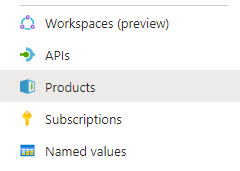 Workspaces (preview)
APIs
Products
Subscriptions
Named values